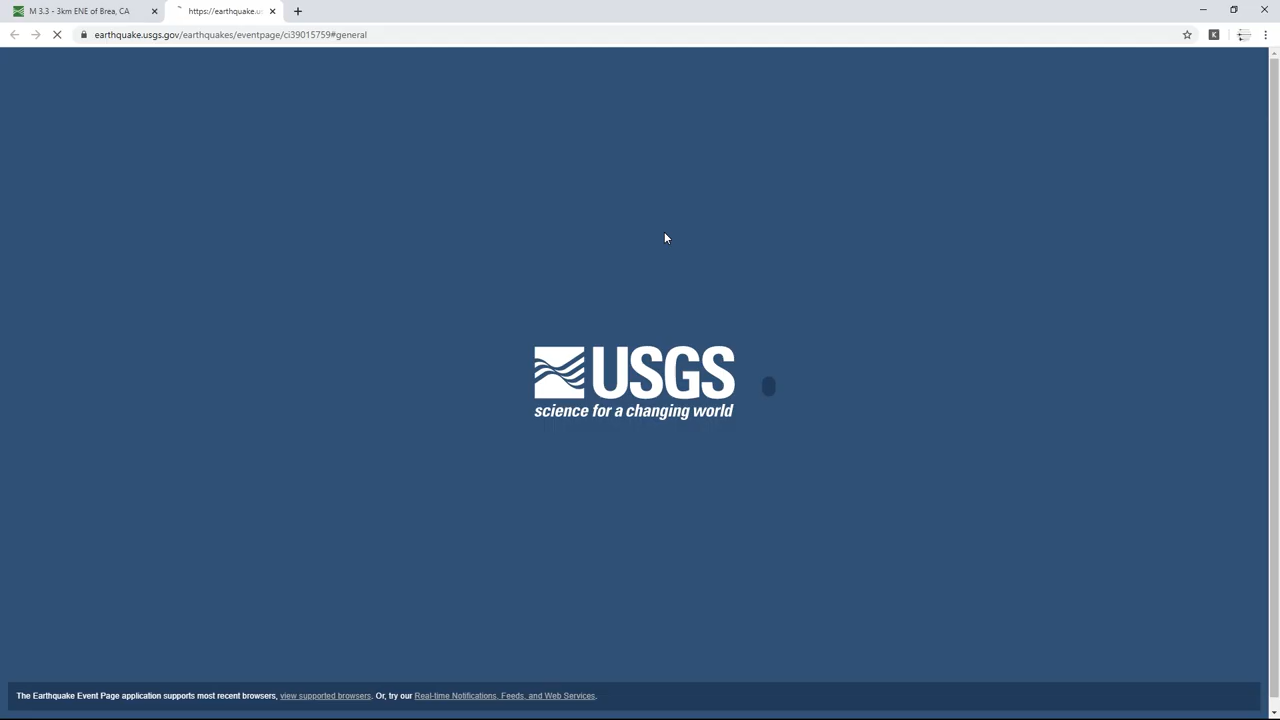 M 3.3 - 3km ENE of Brea, CA
https://earthquake.us
earthquake.usgs.gov/earthquakes/eventpage/ci39015759#general
K
USGS
science for a changing world
The Earthquake Event Page application supports most recent browsers, view supported browsers. Or, try our Real-time Notifications, Feeds, and Web Services.